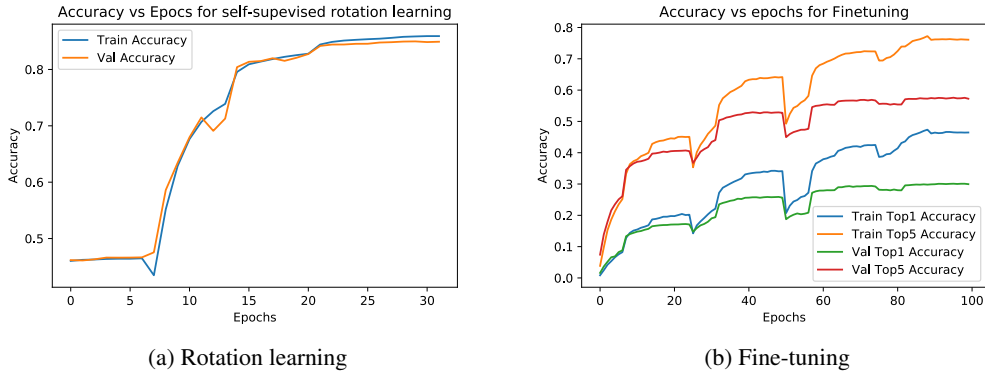 Accuracy vs Epocs for self-supevised rotation learning
Train Accuracy
Val Accuracy
0.8
0.7
0.6
0.5
Accuracy
0 5 10 15 20 25 30
Epochs
(a) Rotation learning
Accuracy vs epochs for Finetuning
0.8
0.7
0.6
0.5
0.4
0.3
0.2
0.1
0.0
Accuracy
Train Top1 Accuracy
Train Top5 Accuracy
Val Top1 Accuracy
Val Top5 Accuracy
0 20 40 60 80 100
Epochs
(b) Fine-tuning